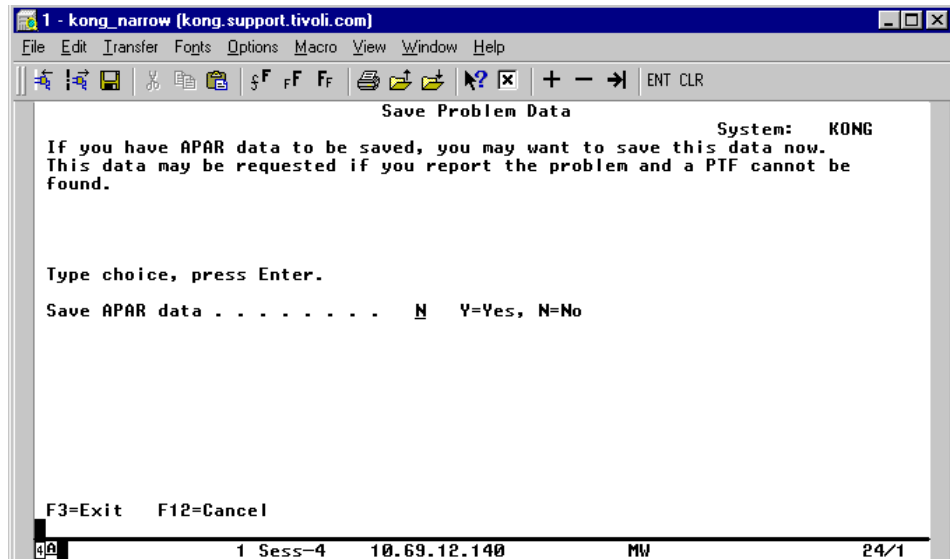 1 - kong_narrow (kong.support.tivoli.com)
File Edit Transfer Fonts Options Macro View Window Help
ENT CLR
Save Problem Data
System: KONG
If you have APAR data to be saved, you may want to save this data now.
This data may be requested if you report the problem and a PTF cannot be
found.
Type choice, press Enter.
Save APAR data . . . . . . . . N Y=Yes, N=No
F3=Exit F12=Cancel
4 A 1 Sess-4 10.69.12.140 MW 24/1